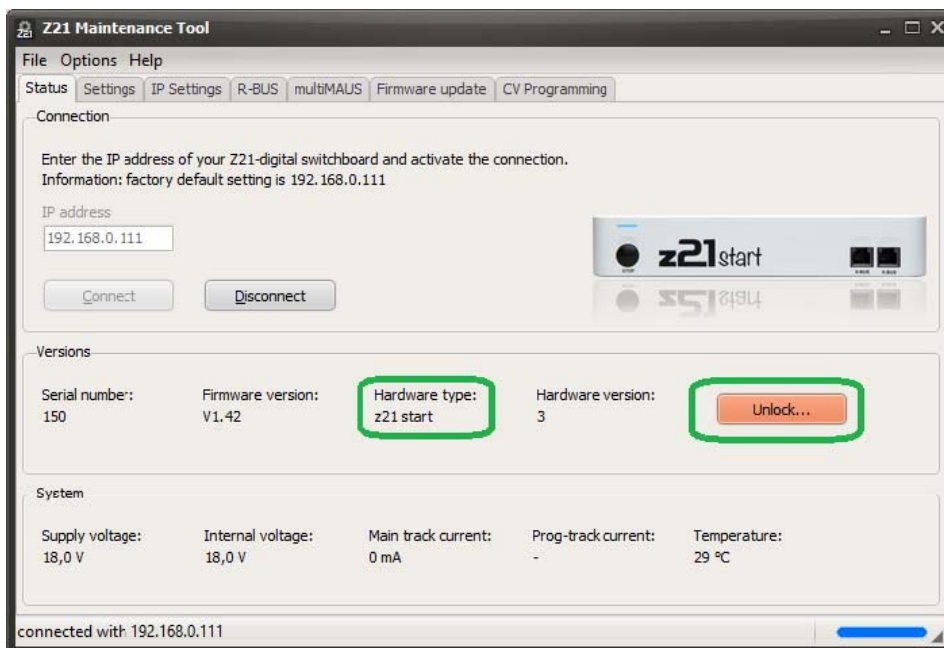 Z21 Maintenance Tool
File Options Help
Status Settings IP Settings R-BUS multiMAUS Firmware update CV Programming
Connection
Enter the IP address of your Z21-digital switchboard and activate the connection.
Information: factory default setting is 192.168.0.111
IP address
192.168.0.111
z21 start
STOP
Connect Disconnect
Versions
Serial number: Firmware version: Hardware type: Hardware version:
150 V1.42 z21 start 3
Unlock...
System
Supply voltage: Internal voltage: Main track current: Prog-track current: Temperature:
18,0 V 18,0 V 0 mA - 29 °C
connected with 192.168.0.111